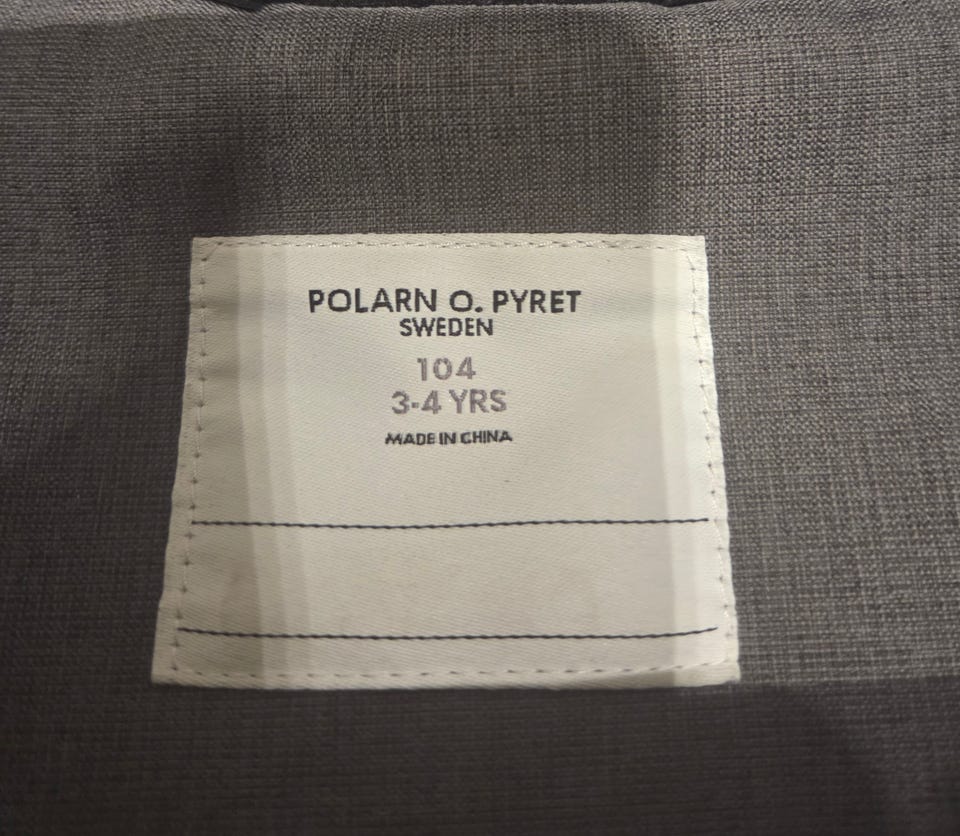 POLARN O. PYRET
SWEDEN
104
3-4 YRS
MADE IN CHINA